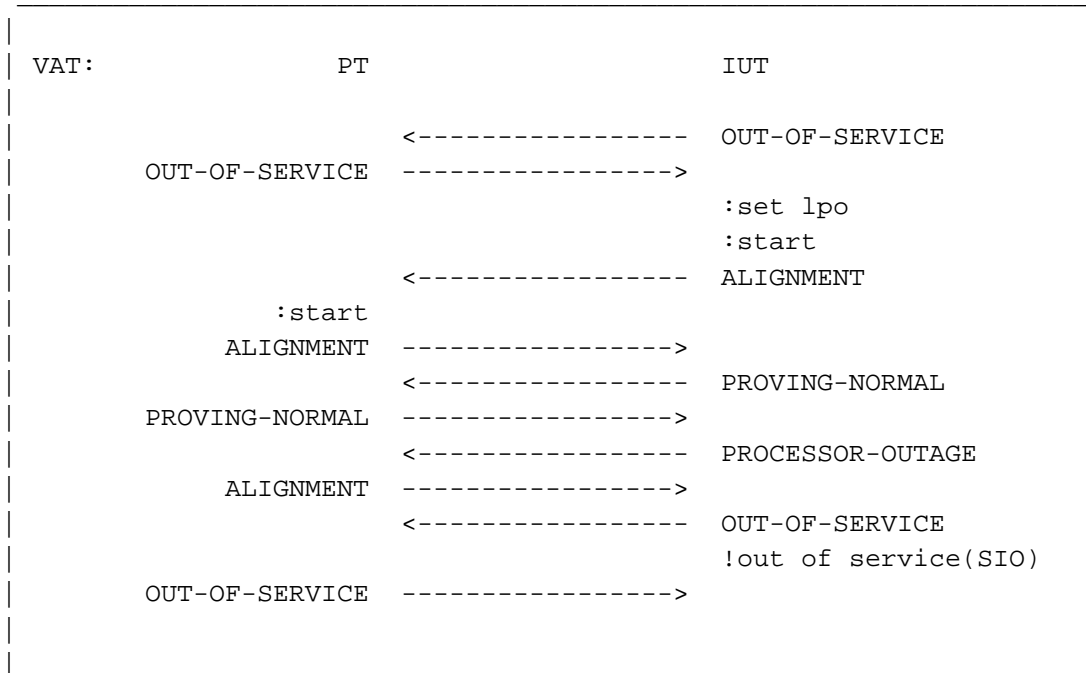 VAT: PT IUT
<----------------- OUT-OF-SERVICE
OUT-OF-SERVICE ----------------->
:set lpo
:start
<----------------- ALIGNMENT
:start
ALIGNMENT ----------------->
<----------------- PROVING-NORMAL
PROVING-NORMAL ----------------->
<----------------- PROCESSOR-OUTAGE
ALIGNMENT ----------------->
<----------------- OUT-OF-SERVICE
!out of service(SIO)
OUT-OF-SERVICE ----------------->